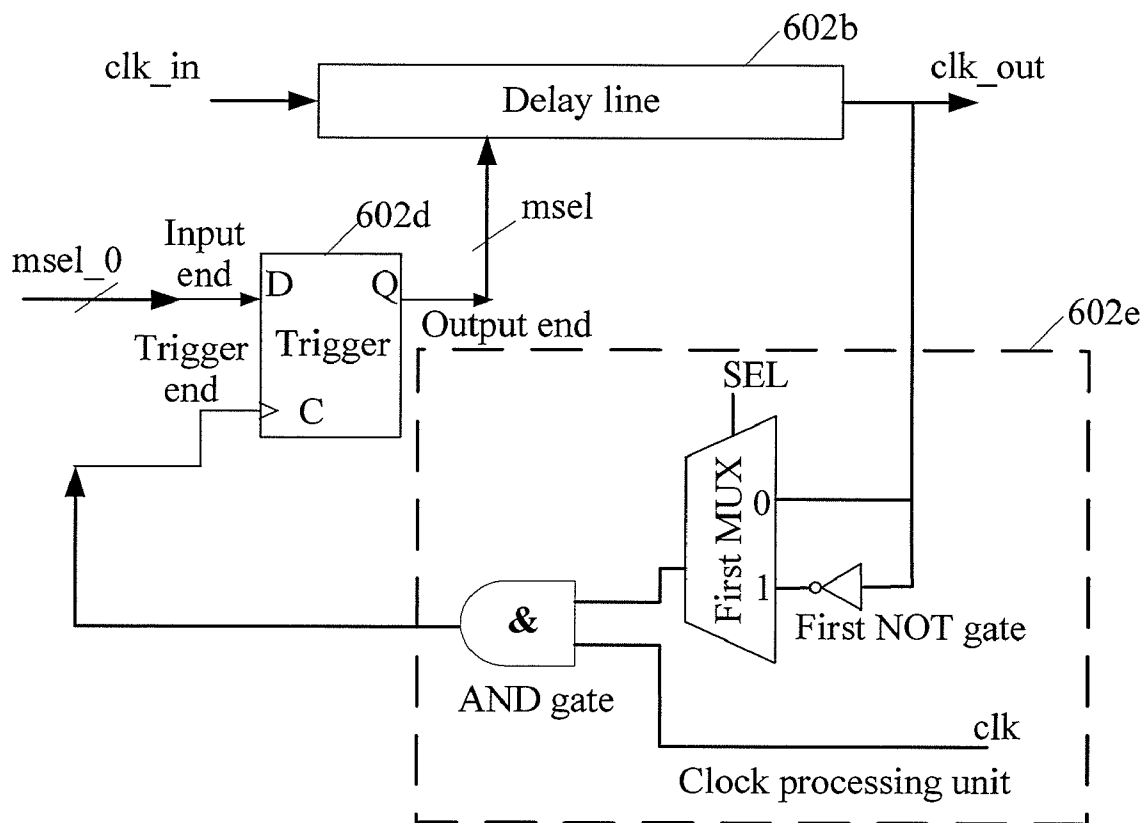 602b
clk_in
Delay line
clk_out
602d
msel
Input
end
msel_0
D
Q
Trigger
Output end
Trigger
end
C
602e
SEL
First MUX
0
1
First NOT gate
&
AND gate
clk
Clock processing unit